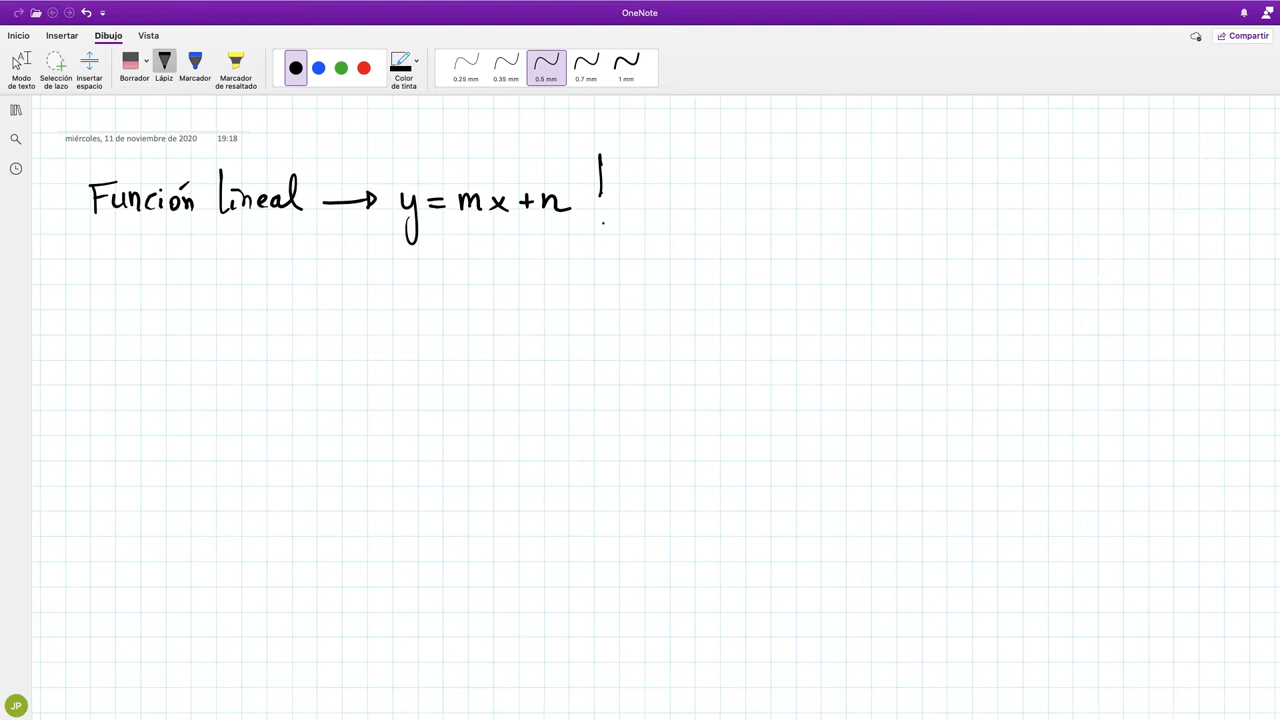 OneNote
Inicio Insertar Dibujo Vista
Compartir
Modo de texto
Selección de lazo
Insertar espacio
Borrador
Lápiz
Marcador
Marcador de resaltado
Color de tinta
0.25 mm
0.35 mm
0.5 mm
0.7 mm
1 mm
miércoles, 11 de noviembre de 2020 19:18
Función lineal → y = mx + n
JP